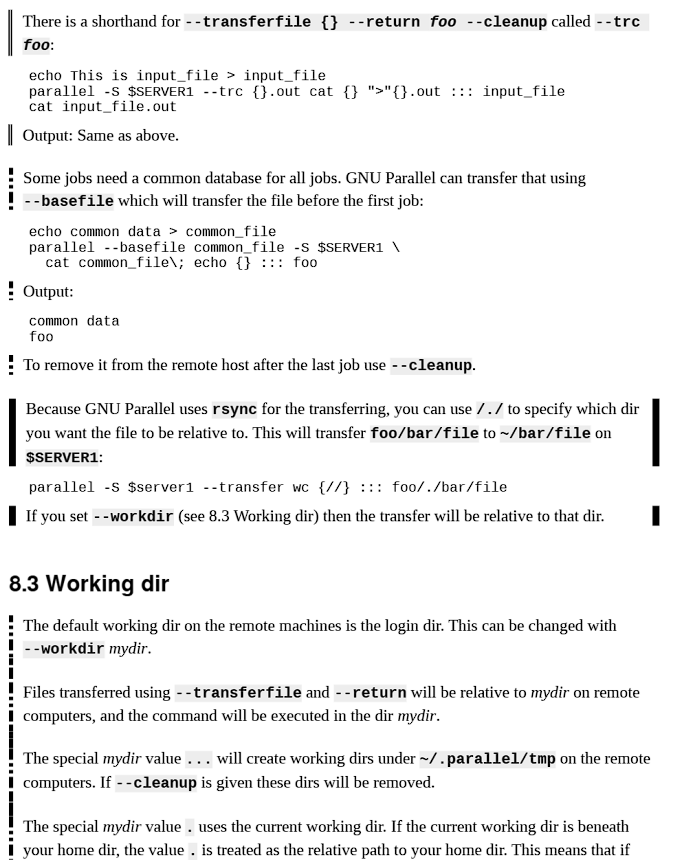 There is a shorthand for --transferfile {} --return foo --cleanup called --trc
foo:
echo This is input_file > input_file
parallel -S $SERVER1 --trc {}.out cat {} ">"{}.out ::: input_file
cat input_file.out
Output: Same as above.
Some jobs need a common database for all jobs. GNU Parallel can transfer that using
--basefile which will transfer the file before the first job:
echo common data > common_file
parallel --basefile common_file -S $SERVER1 \
cat common_file\; echo {} ::: foo
Output:
common data
foo
To remove it from the remote host after the last job use --cleanup.
Because GNU Parallel uses rsync for the transferring, you can use /./ to specify which dir
you want the file to be relative to. This will transfer foo/bar/file to ~/bar/file on
$SERVER1:
parallel -S $server1 --transfer wc {//} ::: foo/./bar/file
If you set --workdir (see 8.3 Working dir) then the transfer will be relative to that dir.
8.3 Working dir
The default working dir on the remote machines is the login dir. This can be changed with
--workdir mydir.
Files transferred using --transferfile and --return will be relative to mydir on remote
computers, and the command will be executed in the dir mydir.
The special mydir value ... will create working dirs under ~/.parallel/tmp on the remote
computers. If --cleanup is given these dirs will be removed.
The special mydir value . uses the current working dir. If the current working dir is beneath
your home dir, the value . is treated as the relative path to your home dir. This means that if